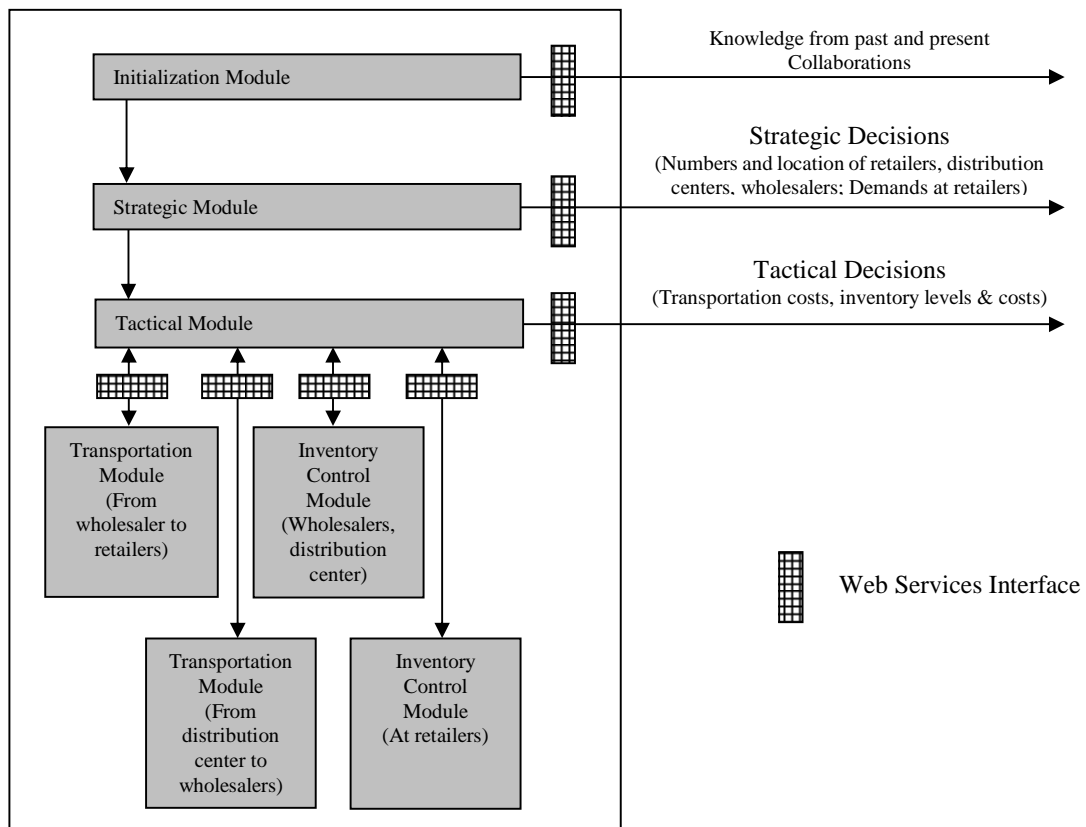 Knowledge from past and present
Collaborations
Initialization Module
Strategic Decisions
(Numbers and location of retailers, distribution
centers, wholesalers; Demands at retailers)
Strategic Module
Tactical Decisions
(Transportation costs, inventory levels & costs)
Tactical Module
Transportation
Module
(From
wholesaler to
retailers)
Inventory
Control
Module
(Wholesalers,
distribution
center)
Web Services Interface
Transportation
Module
(From
distribution
center to
wholesalers)
Inventory
Control
Module
(At retailers)